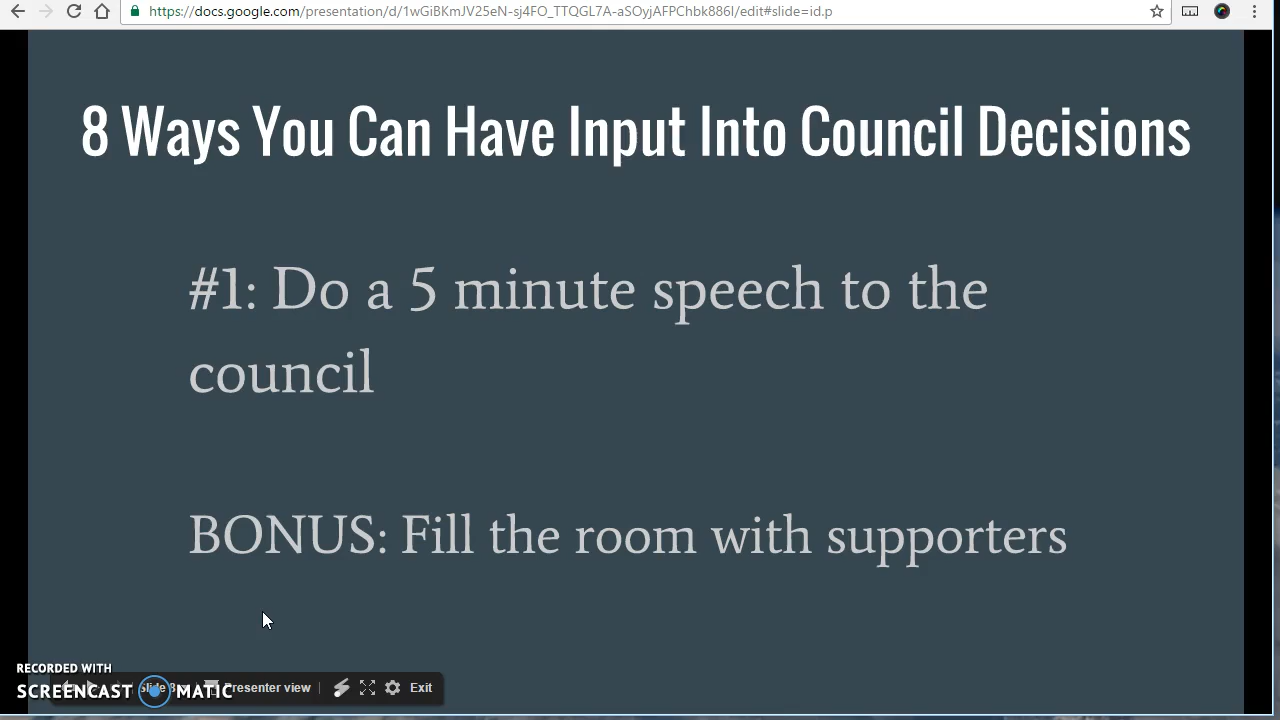 https://docs.google.com/presentation/d/1wGiBKmJV25eN-sj4FO_TTQGL7A-aSOyjAFPChbk886I/edit#slide=id.p
8 Ways You Can Have Input Into Council Decisions
#1: Do a 5 minute speech to the
council
BONUS: Fill the room with supporters
RECORDED WITH
SCREENCAST MATIC
Slide Presenter view Exit